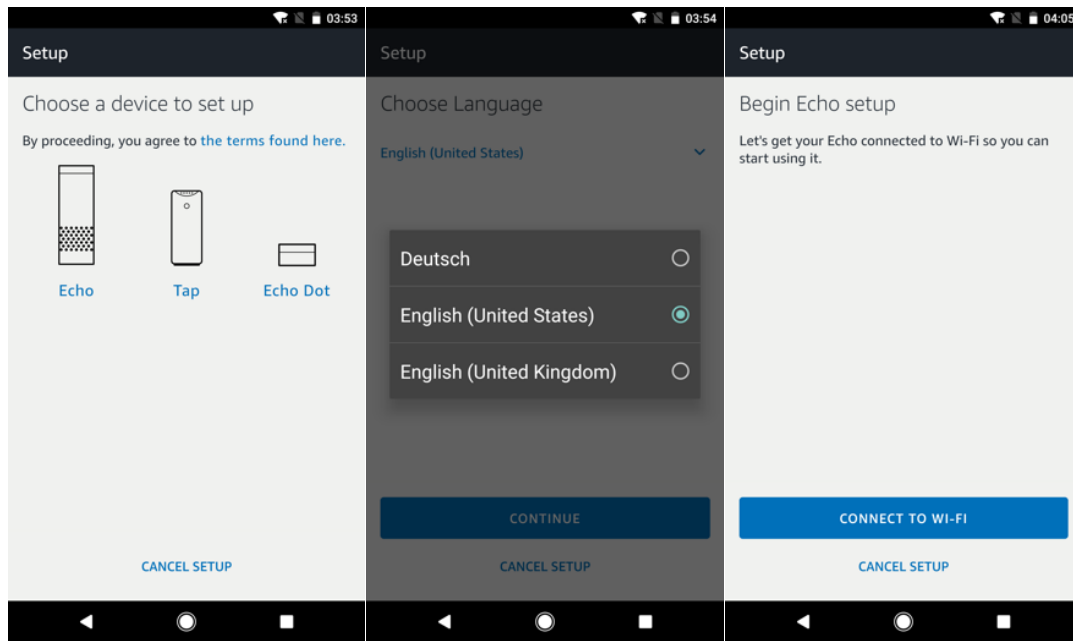 03:53
Setup
Choose a device to set up
By proceeding, you agree to the terms found here.
Echo
Tap
Echo Dot
CANCEL SETUP
03:54
Setup
Choose Language
English (United States)
Deutsch
English (United States)
English (United Kingdom)
CONTINUE
CANCEL SETUP
04:05
Setup
Begin Echo setup
Let's get your Echo connected to Wi-Fi so you can
start using it.
CONNECT TO WI-FI
CANCEL SETUP